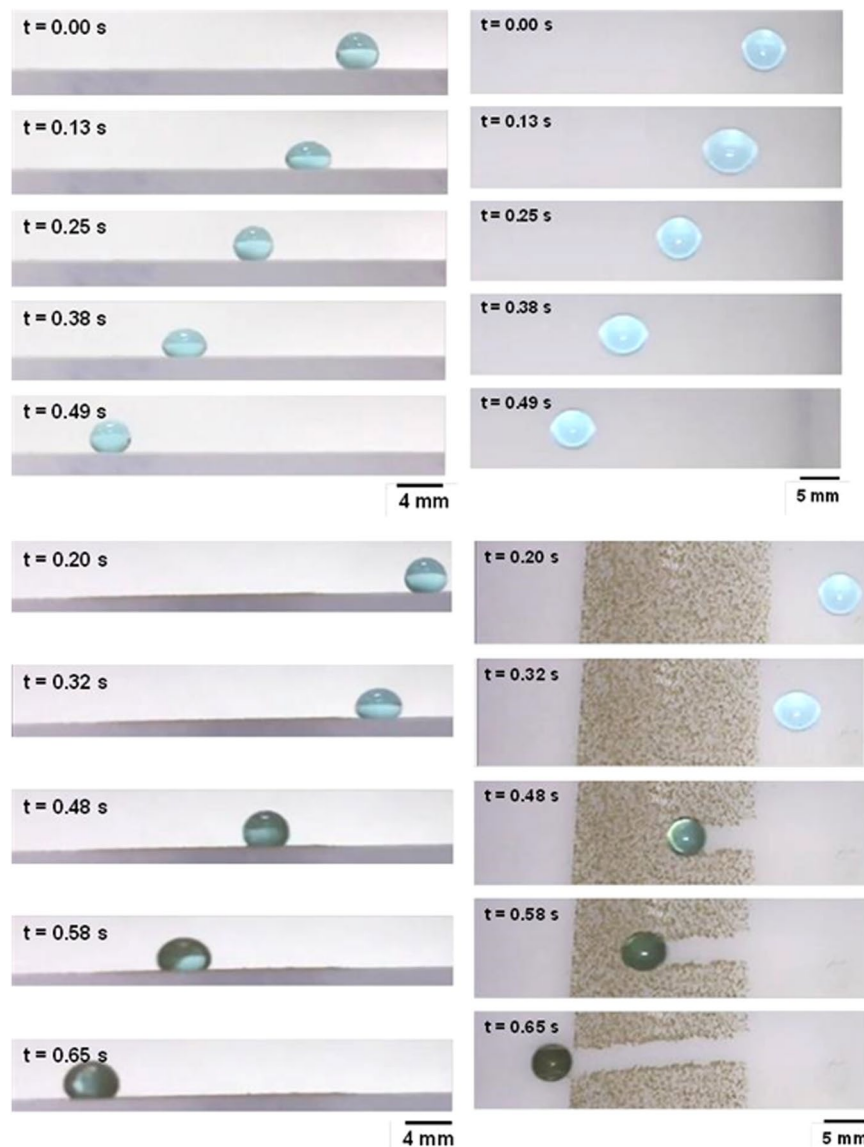 t = 0.00 s
t = 0.00 s
t = 0.13 s
t = 0.13 s
t = 0.25 s
t = 0.25 s
t = 0.38 s
t = 0.38 s
t = 0.49 s
t = 0.49 s
4 mm
5 mm
t = 0.20 s
t = 0.20 s
t = 0.32 s
t = 0.32 s
t = 0.48 s
t = 0.48 s
t = 0.58 s
t = 0.58 s
t = 0.65 s
t = 0.65 s
4 mm
5 mm